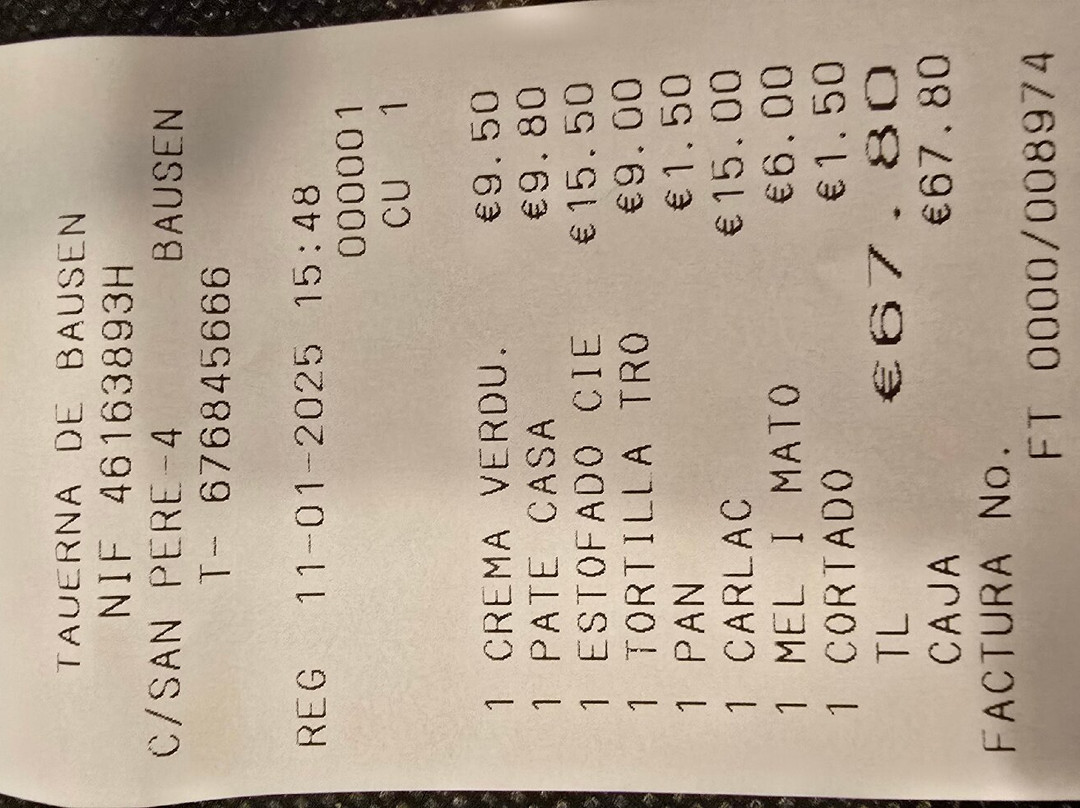 TAUERNA DE BAUSEN
NIF 46163893H
C/SAN PERE-4 BAUSEN
T- 676845666
REG 11-01-2025 15:48
000001
CU 1
1 CREMA VERDU. €9.50
1 PATE CASA €9.80
1 ESTOFADO CIE €15.50
1 TORTILLA TRO €9.00
1 PAN €1.50
1 CARLAC €15.00
1 MEL I MATO €6.00
1 CORTADO €1.50
TL €67.80
CAJA €67.80
FACTURA No.
FT 0000/008974